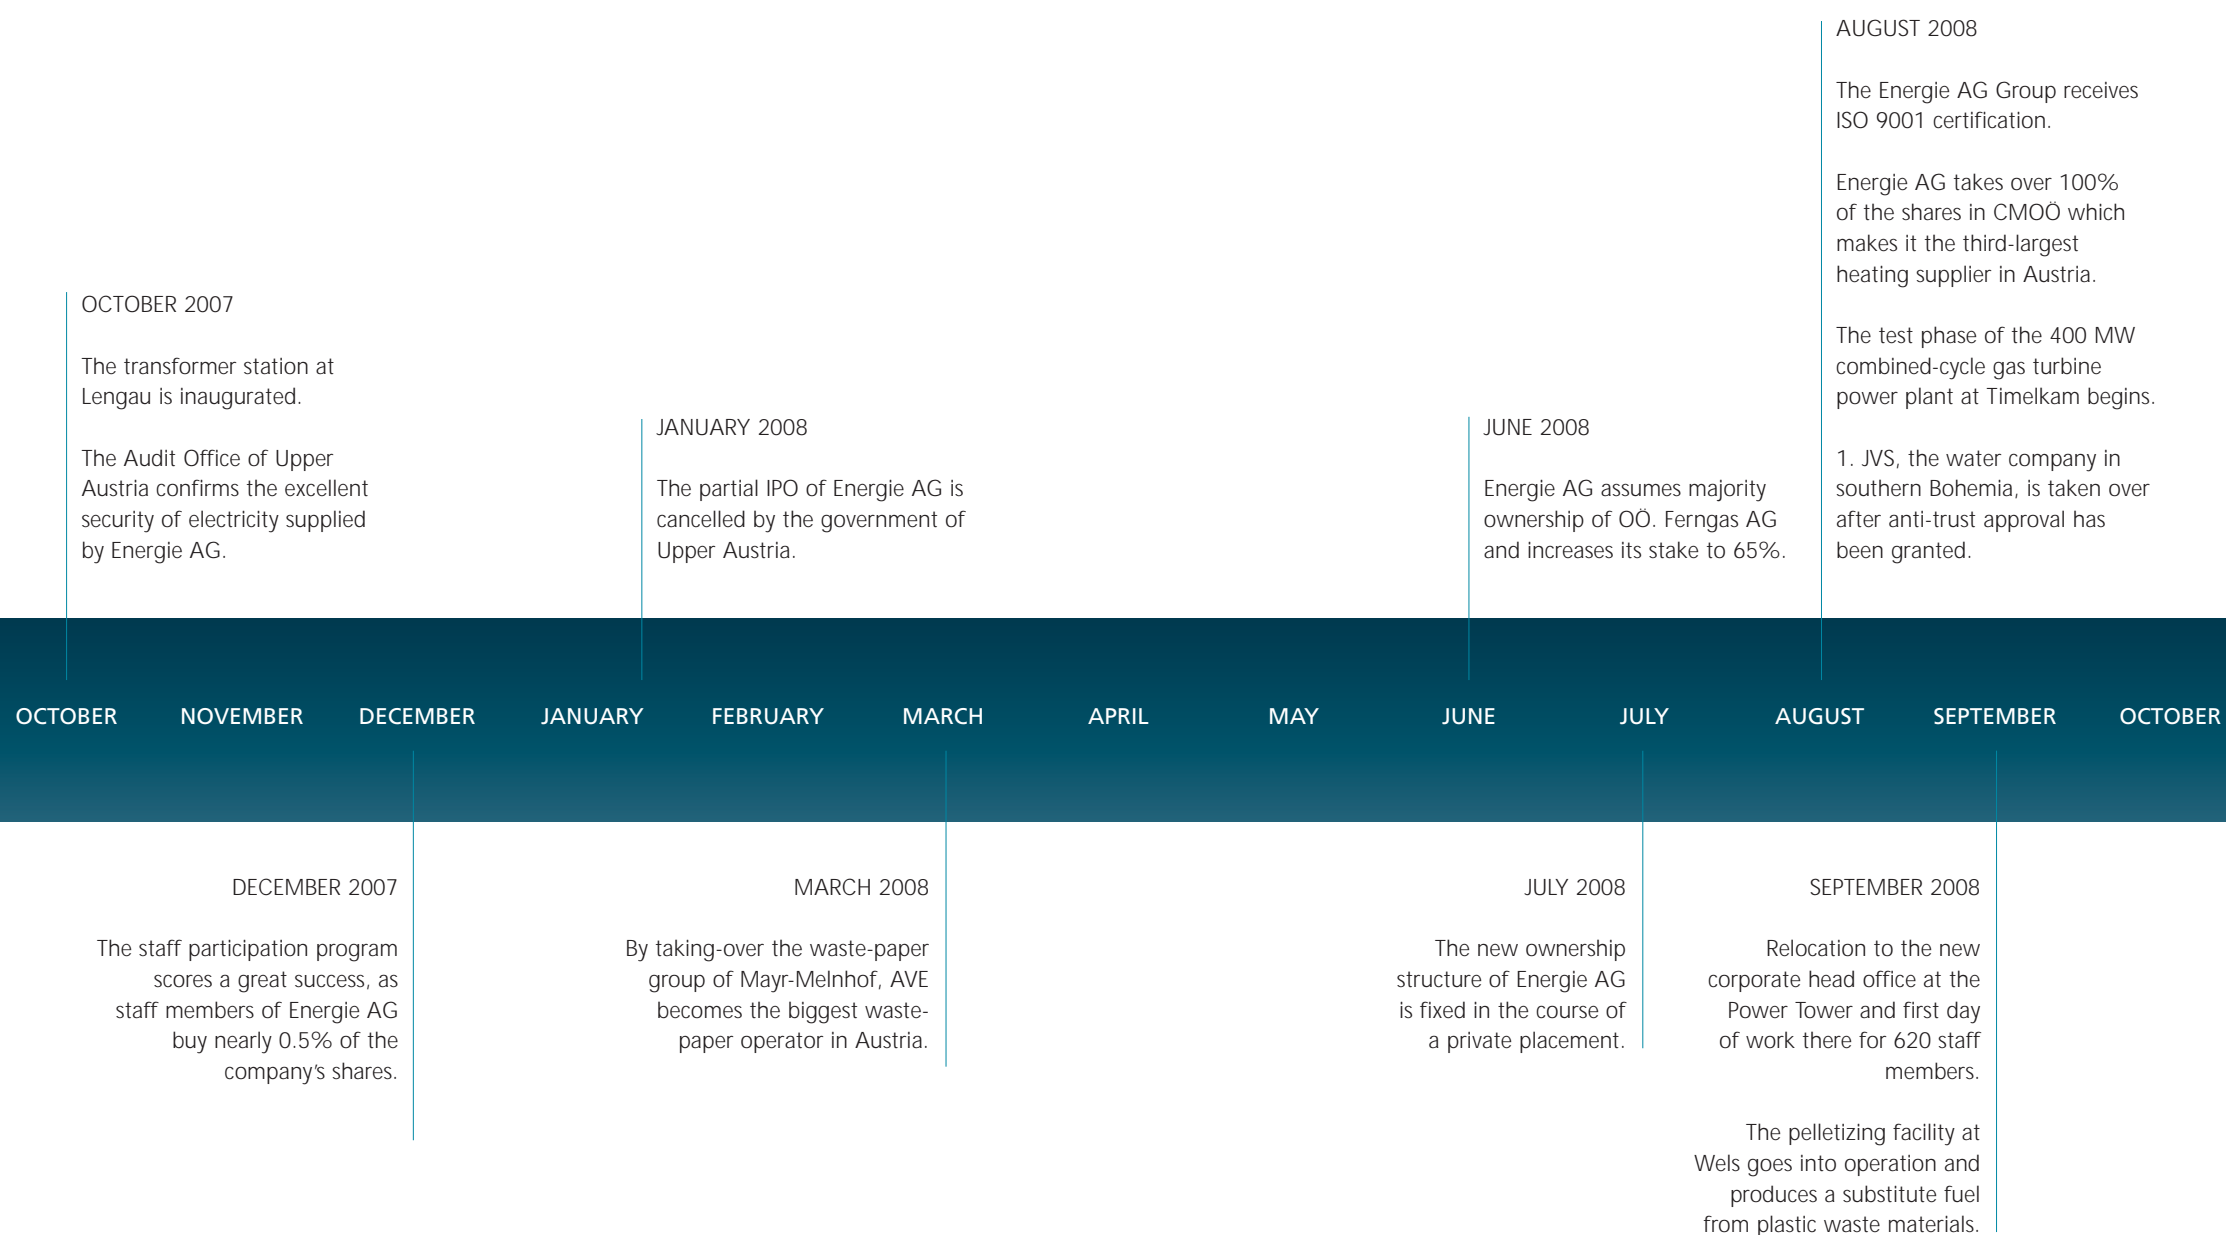 OCTOBER 2007
The transformer station at
Lengau is inaugurated.
The Audit Office of Upper
Austria confirms the excellent
security of electricity supplied
by Energie AG.
JANUARY 2008
The partial IPO of Energie AG is
cancelled by the government of
Upper Austria.
JUNE 2008
Energie AG assumes majority
ownership of OÖ. Ferngas AG
and increases its stake to 65%.
AUGUST 2008
The Energie AG Group receives
ISO 9001 certification.
Energie AG takes over 100%
of the shares in CMOÖ which
makes it the third-largest
heating supplier in Austria.
The test phase of the 400 MW
combined-cycle gas turbine
power plant at Timelkam begins.
1. JVS, the water company in
southern Bohemia, is taken over
after anti-trust approval has
been granted.
OCTOBER NOVEMBER DECEMBER JANUARY FEBRUARY MARCH APRIL MAY JUNE JULY AUGUST SEPTEMBER OCTOBER
DECEMBER 2007
The staff participation program
scores a great success, as
staff members of Energie AG
buy nearly 0.5% of the
company's shares.
MARCH 2008
By taking-over the waste-paper
group of Mayr-Melnhof, AVE
becomes the biggest waste-
paper operator in Austria.
JULY 2008
The new ownership
structure of Energie AG
is fixed in the course of
a private placement.
SEPTEMBER 2008
Relocation to the new
corporate head office at the
Power Tower and first day
of work there for 620 staff
members.
The pelletizing facility at
Wels goes into operation and
produces a substitute fuel
from plastic waste materials.